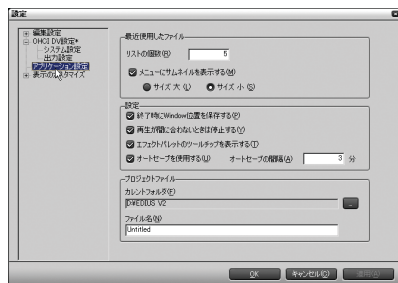 設定
編集設定
OHCI DV設定*
システム設定
出力設定
アプリケーション設定
表示のカスタマイズ
最近使用したファイル
リストの個数(R) 5
メニューにサムネイルを表示する(M)
サイズ 大(L) サイズ 小(S)
設定
終了時にWindow位置を保存する(P)
再生が間に合わないときは停止する(Y)
エフェクトパレットのツールチップを表示する(T)
オートセーブを使用する(U) オートセーブの間隔(A) 3 分
プロジェクトファイル
カレントフォルダ(F)
D:¥EDIUS V2
...
ファイル名(N)
Untitled
OK キャンセル(C) 適用(A)